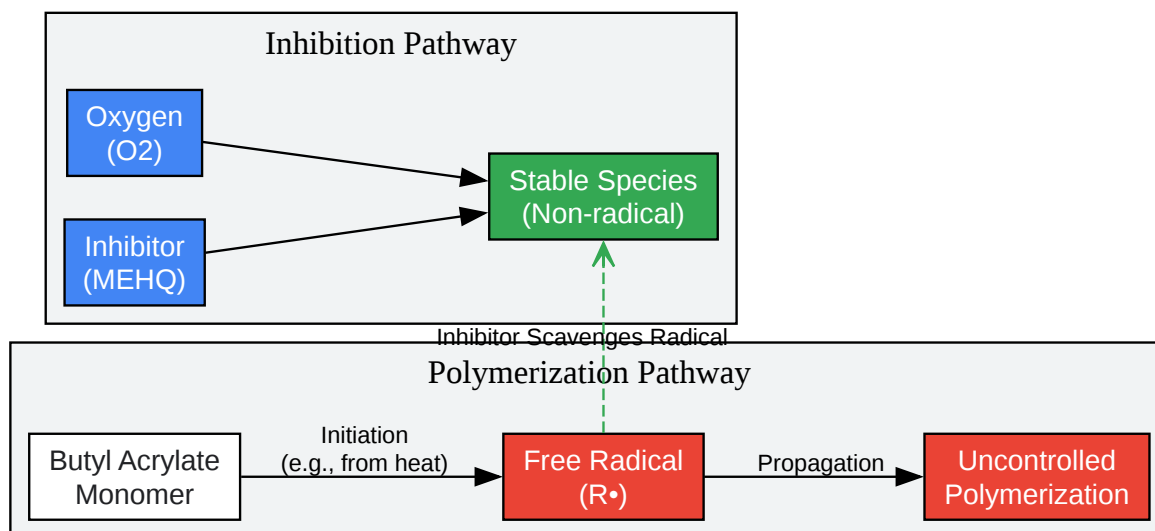 Inhibition Pathway
Oxygen
(O2)
Stable Species
(Non-radical)
Inhibitor
(MEHQ)
Inhibitor Scavenges Radical
Polymerization Pathway
Butyl Acrylate
Monomer
Initiation
(e.g., from heat)
Free Radical
(R•)
Propagation
Uncontrolled
Polymerization